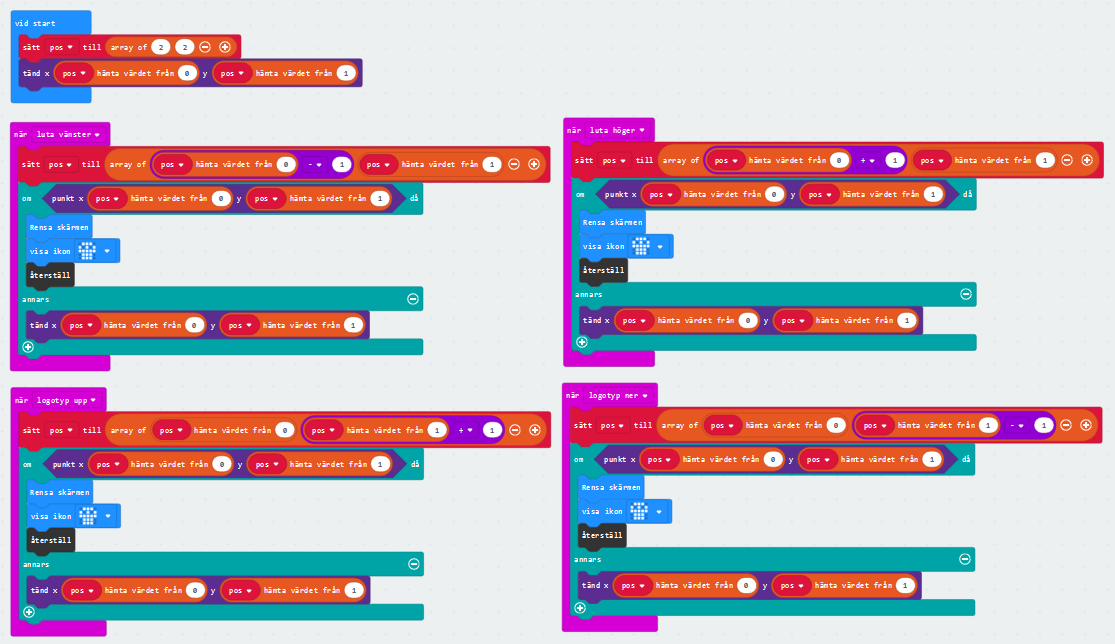 vid start
sätt pos till array of 2 2
tänd x pos hämta värdet från 0 y pos hämta värdet från 1
när luta vänster
sätt pos till array of pos hämta värdet från 0 - 1 pos hämta värdet från 1
om punkt x pos hämta värdet från 0 y pos hämta värdet från 1 då
Rensa skärmen
visa ikon
återställ
annars
tänd x pos hämta värdet från 0 y pos hämta värdet från 1
när luta höger
sätt pos till array of pos hämta värdet från 0 + 1 pos hämta värdet från 1
om punkt x pos hämta värdet från 0 y pos hämta värdet från 1 då
Rensa skärmen
visa ikon
återställ
annars
tänd x pos hämta värdet från 0 y pos hämta värdet från 1
när logotyp upp
sätt pos till array of pos hämta värdet från 0 pos hämta värdet från 1 + 1
om punkt x pos hämta värdet från 0 y pos hämta värdet från 1 då
Rensa skärmen
visa ikon
återställ
annars
tänd x pos hämta värdet från 0 y pos hämta värdet från 1
när logotyp ner
sätt pos till array of pos hämta värdet från 0 pos hämta värdet från 1 - 1
om punkt x pos hämta värdet från 0 y pos hämta värdet från 1 då
Rensa skärmen
visa ikon
återställ
annars
tänd x pos hämta värdet från 0 y pos hämta värdet från 1